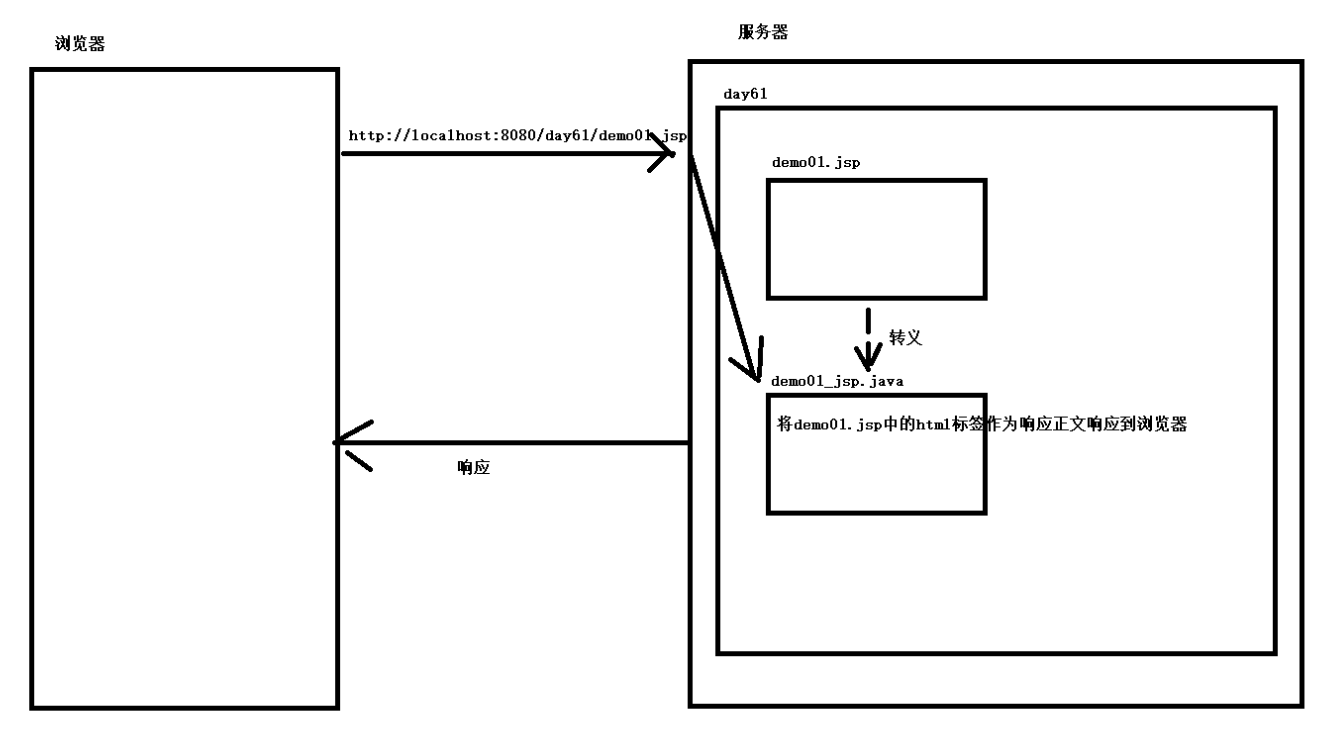 浏览器
服务器
day61
http://localhost:8080/day61/demo01.jsp
demo01.jsp
转义
demo01_jsp.java
将demo01.jsp中的html标签作为响应正文响应到浏览器
响应